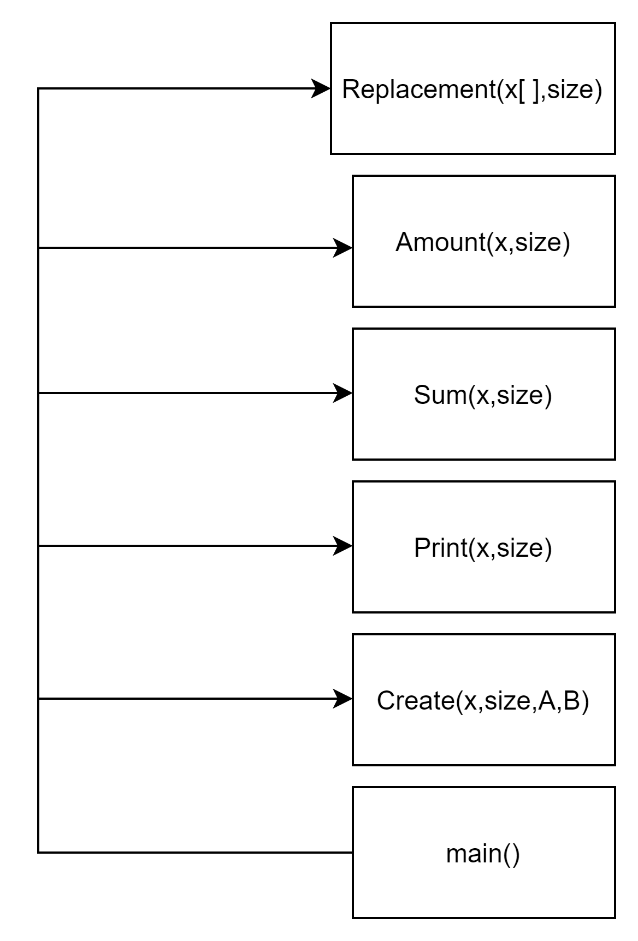 Replacement(x[ ],size)
Amount(x,size)
Sum(x,size)
Print(x,size)
Create(x,size,A,B)
main()